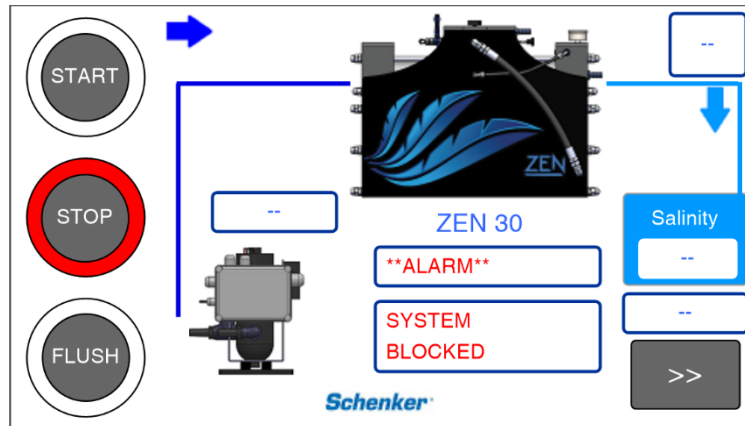 START
--
STOP
--
ZEN
ZEN 30
Salinity
--
**ALARM**
--
SYSTEM
BLOCKED
FLUSH
>>
Schenker